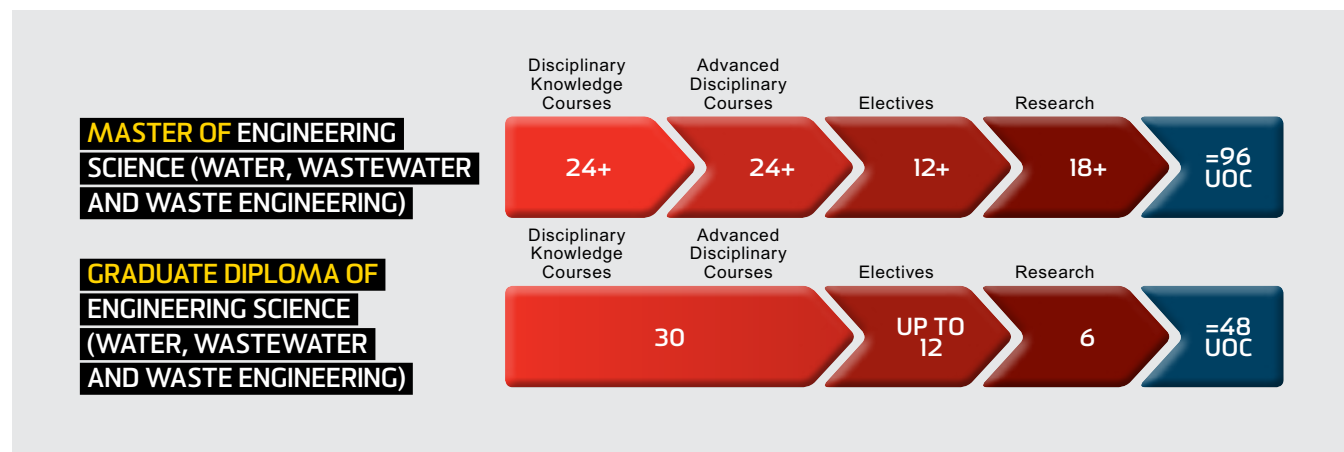 Disciplinary
Knowledge
Courses
Advanced
Disciplinary
Courses
Electives
Research
MASTER OF ENGINEERING
SCIENCE (WATER, WASTEWATER
AND WASTE ENGINEERING)
24+
24+
12+
18+
=96
UOC
Disciplinary
Knowledge
Courses
Advanced
Disciplinary
Courses
Electives
Research
GRADUATE DIPLOMA OF
ENGINEERING SCIENCE
(WATER, WASTEWATER
AND WASTE ENGINEERING)
30
UP TO
12
6
=48
UOC